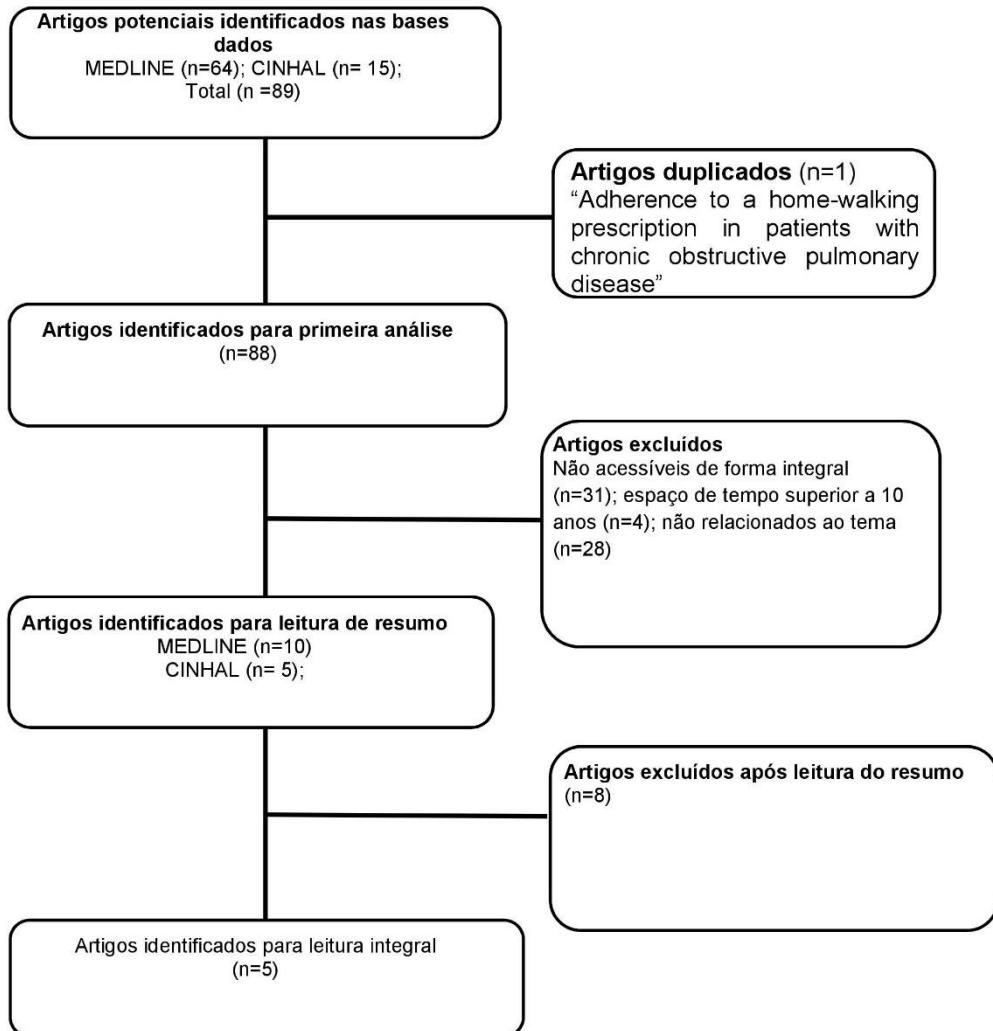 Artigos potenciais identificados nas bases
dados
MEDLINE (n=64); CINHAL (n= 15);
Total (n =89)
Artigos duplicados (n=1)
“Adherence to a home-walking
prescription in patients with
chronic obstructive pulmonary
disease”
Artigos identificados para primeira análise
(n=88)
Artigos excluídos
Não acessíveis de forma integral
(n=31); espaço de tempo superior a 10
anos (n=4); não relacionados ao tema
(n=28)
Artigos identificados para leitura de resumo
MEDLINE (n=10)
CINHAL (n= 5);
Artigos excluídos após leitura do resumo
(n=8)
Artigos identificados para leitura integral
(n=5)